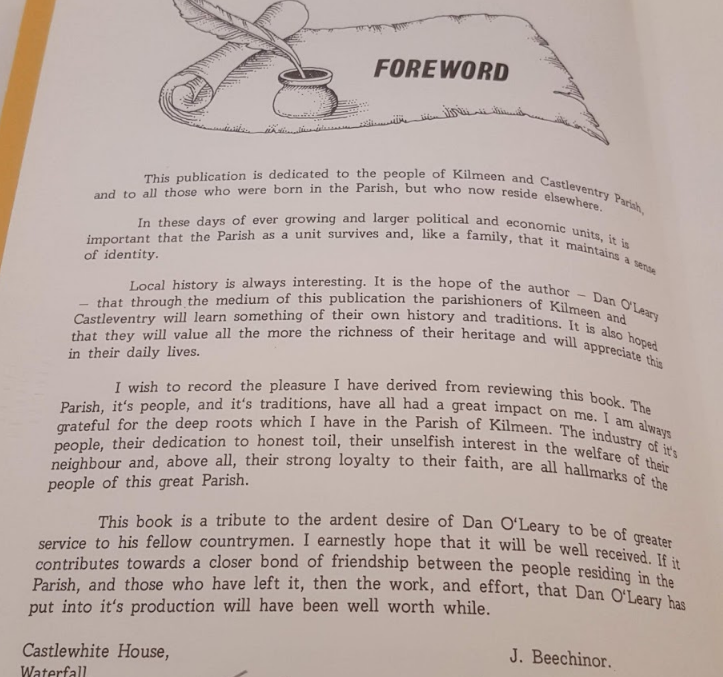 FOREWORD
This publication is dedicated to the people of Kilmeen and Castleventry Parish,
and to all those who were born in the Parish, but who now reside elsewhere.
In these days of ever growing and larger political and economic units, it is
important that the Parish as a unit survives and, like a family, that it maintains a sense
of identity.
Local history is always interesting. It is the hope of the author – Dan O'Leary
– that through the medium of this publication the parishioners of Kilmeen and
Castleventry will learn something of their own history and traditions. It is also hoped
that they will value all the more the richness of their heritage and will appreciate this
in their daily lives.
I wish to record the pleasure I have derived from reviewing this book. The
Parish, it's people, and it's traditions, have all had a great impact on me. I am always
grateful for the deep roots which I have in the Parish of Kilmeen. The industry of it's
people, their dedication to honest toil, their unselfish interest in the welfare of their
neighbour and, above all, their strong loyalty to their faith, are all hallmarks of the
people of this great Parish.
This book is a tribute to the ardent desire of Dan O'Leary to be of greater
service to his fellow countrymen. I earnestly hope that it will be well received. If it
contributes towards a closer bond of friendship between the people residing in the
Parish, and those who have left it, then the work, and effort, that Dan O'Leary has
put into it's production will have been well worth while.
Castlewhite House,
J. Beechinor.
Waterfall